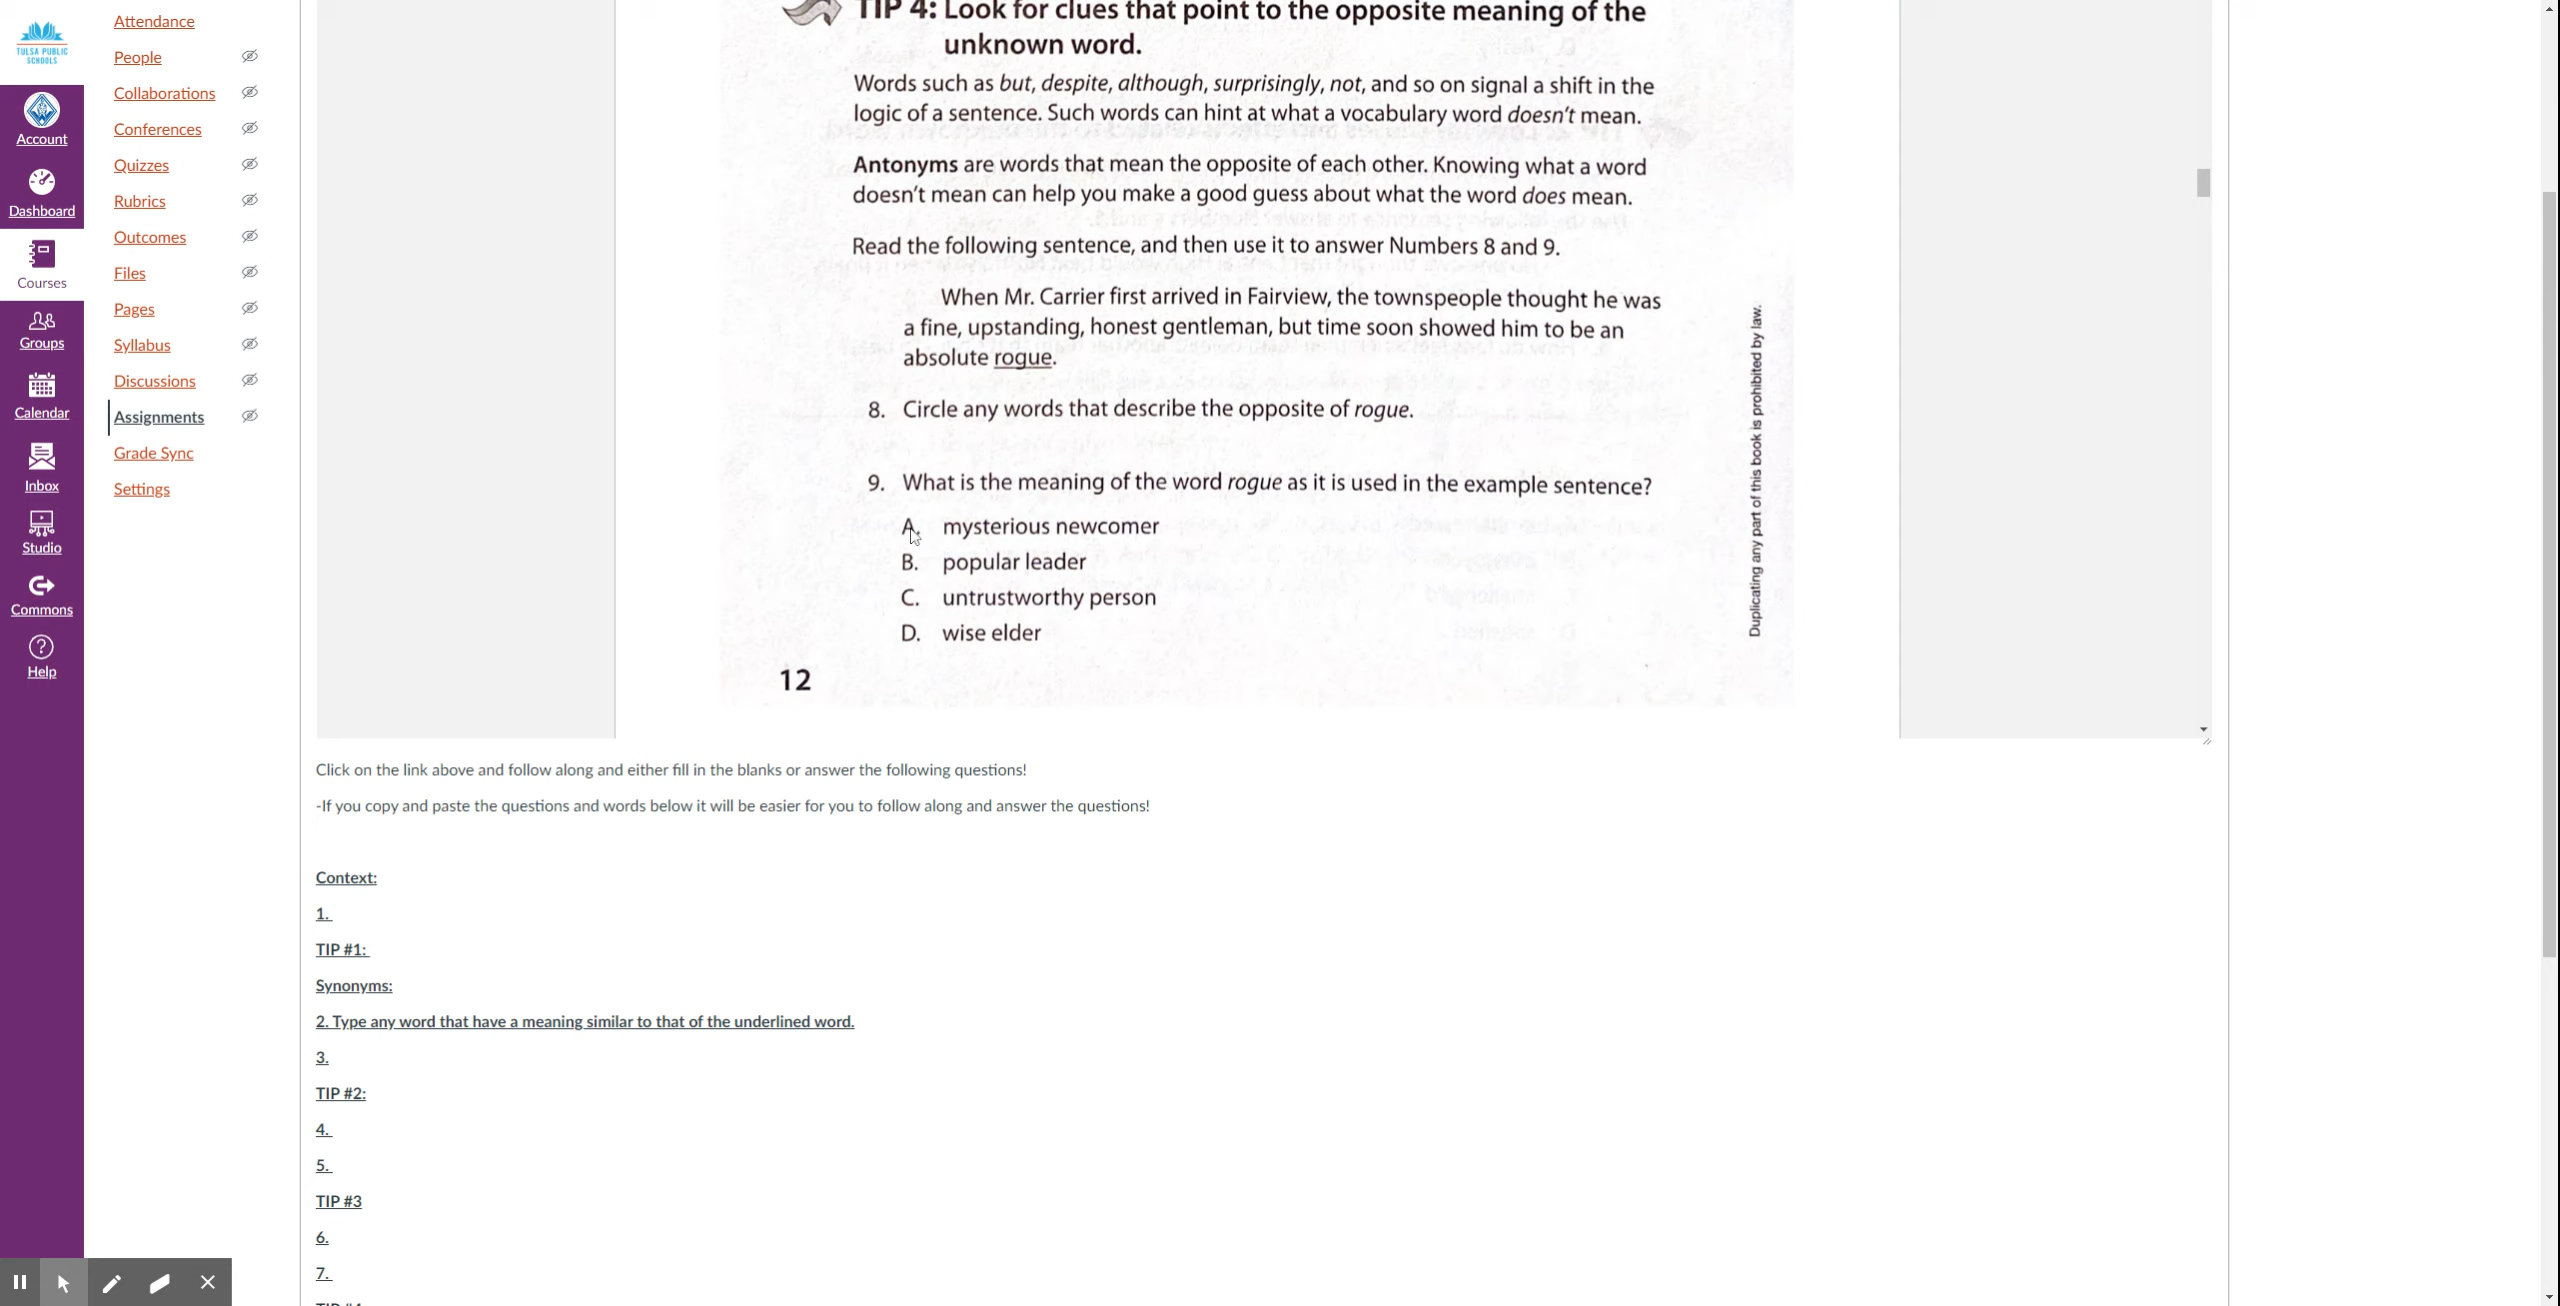 TULSA PUBLIC
SCHOOLS
Account
Dashboard
Courses
Groups
Calendar
Inbox
Studio
Commons
Help
Attendance
People
Collaborations
Conferences
Quizzes
Rubrics
Outcomes
Files
Pages
Syllabus
Discussions
Assignments
Grade Sync
Settings
TIP 4: Look for clues that point to the opposite meaning of the
unknown word.
Words such as but, despite, although, surprisingly, not, and so on signal a shift in the
logic of a sentence. Such words can hint at what a vocabulary word doesn't mean.
Antonyms are words that mean the opposite of each other. Knowing what a word
doesn't mean can help you make a good guess about what the word does mean.
Read the following sentence, and then use it to answer Numbers 8 and 9.
When Mr. Carrier first arrived in Fairview, the townspeople thought he was
a fine, upstanding, honest gentleman, but time soon showed him to be an
absolute rogue.
8. Circle any words that describe the opposite of rogue.
9. What is the meaning of the word rogue as it is used in the example sentence?
A. mysterious newcomer
B. popular leader
C. untrustworthy person
D. wise elder
12
Duplicating any part of this book is prohibited by law.
Click on the link above and follow along and either fill in the blanks or answer the following questions!
-If you copy and paste the questions and words below it will be easier for you to follow along and answer the questions!
Context:
1.
TIP #1:
Synonyms:
2. Type any word that have a meaning similar to that of the underlined word.
3.
TIP #2:
4.
5.
TIP #3
6.
7.